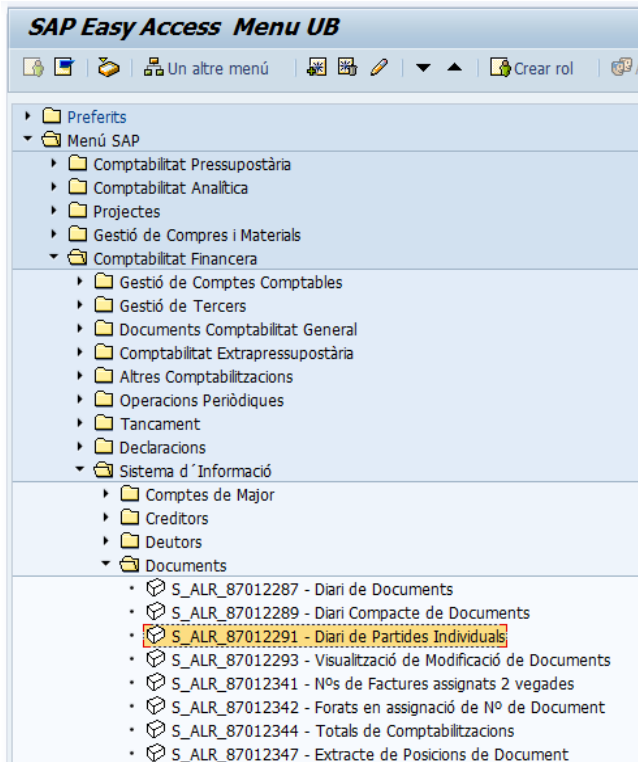 SAP Easy Access Menu UB
Un altre menú Crear rol
Preferits
Menú SAP
Comptabilitat Pressupostària
Comptabilitat Analítica
Projectes
Gestió de Compres i Materials
Comptabilitat Financera
Gestió de Comptes Comptables
Gestió de Tercers
Documents Comptabilitat General
Comptabilitat Extrapressupostària
Altres Comptabilitzacions
Operacions Periòdiques
Tancament
Declaracions
Sistema d´Informació
Comptes de Major
Creditors
Deutors
Documents
S_ALR_87012287 - Diari de Documents
S_ALR_87012289 - Diari Compacte de Documents
S_ALR_87012291 - Diari de Partides Individuals
S_ALR_87012293 - Visualització de Modificació de Documents
S_ALR_87012341 - Nºs de Factures assignats 2 vegades
S_ALR_87012342 - Forats en assignació de Nº de Document
S_ALR_87012344 - Totals de Comptabilitzacions
S_ALR_87012347 - Extracte de Posicions de Document